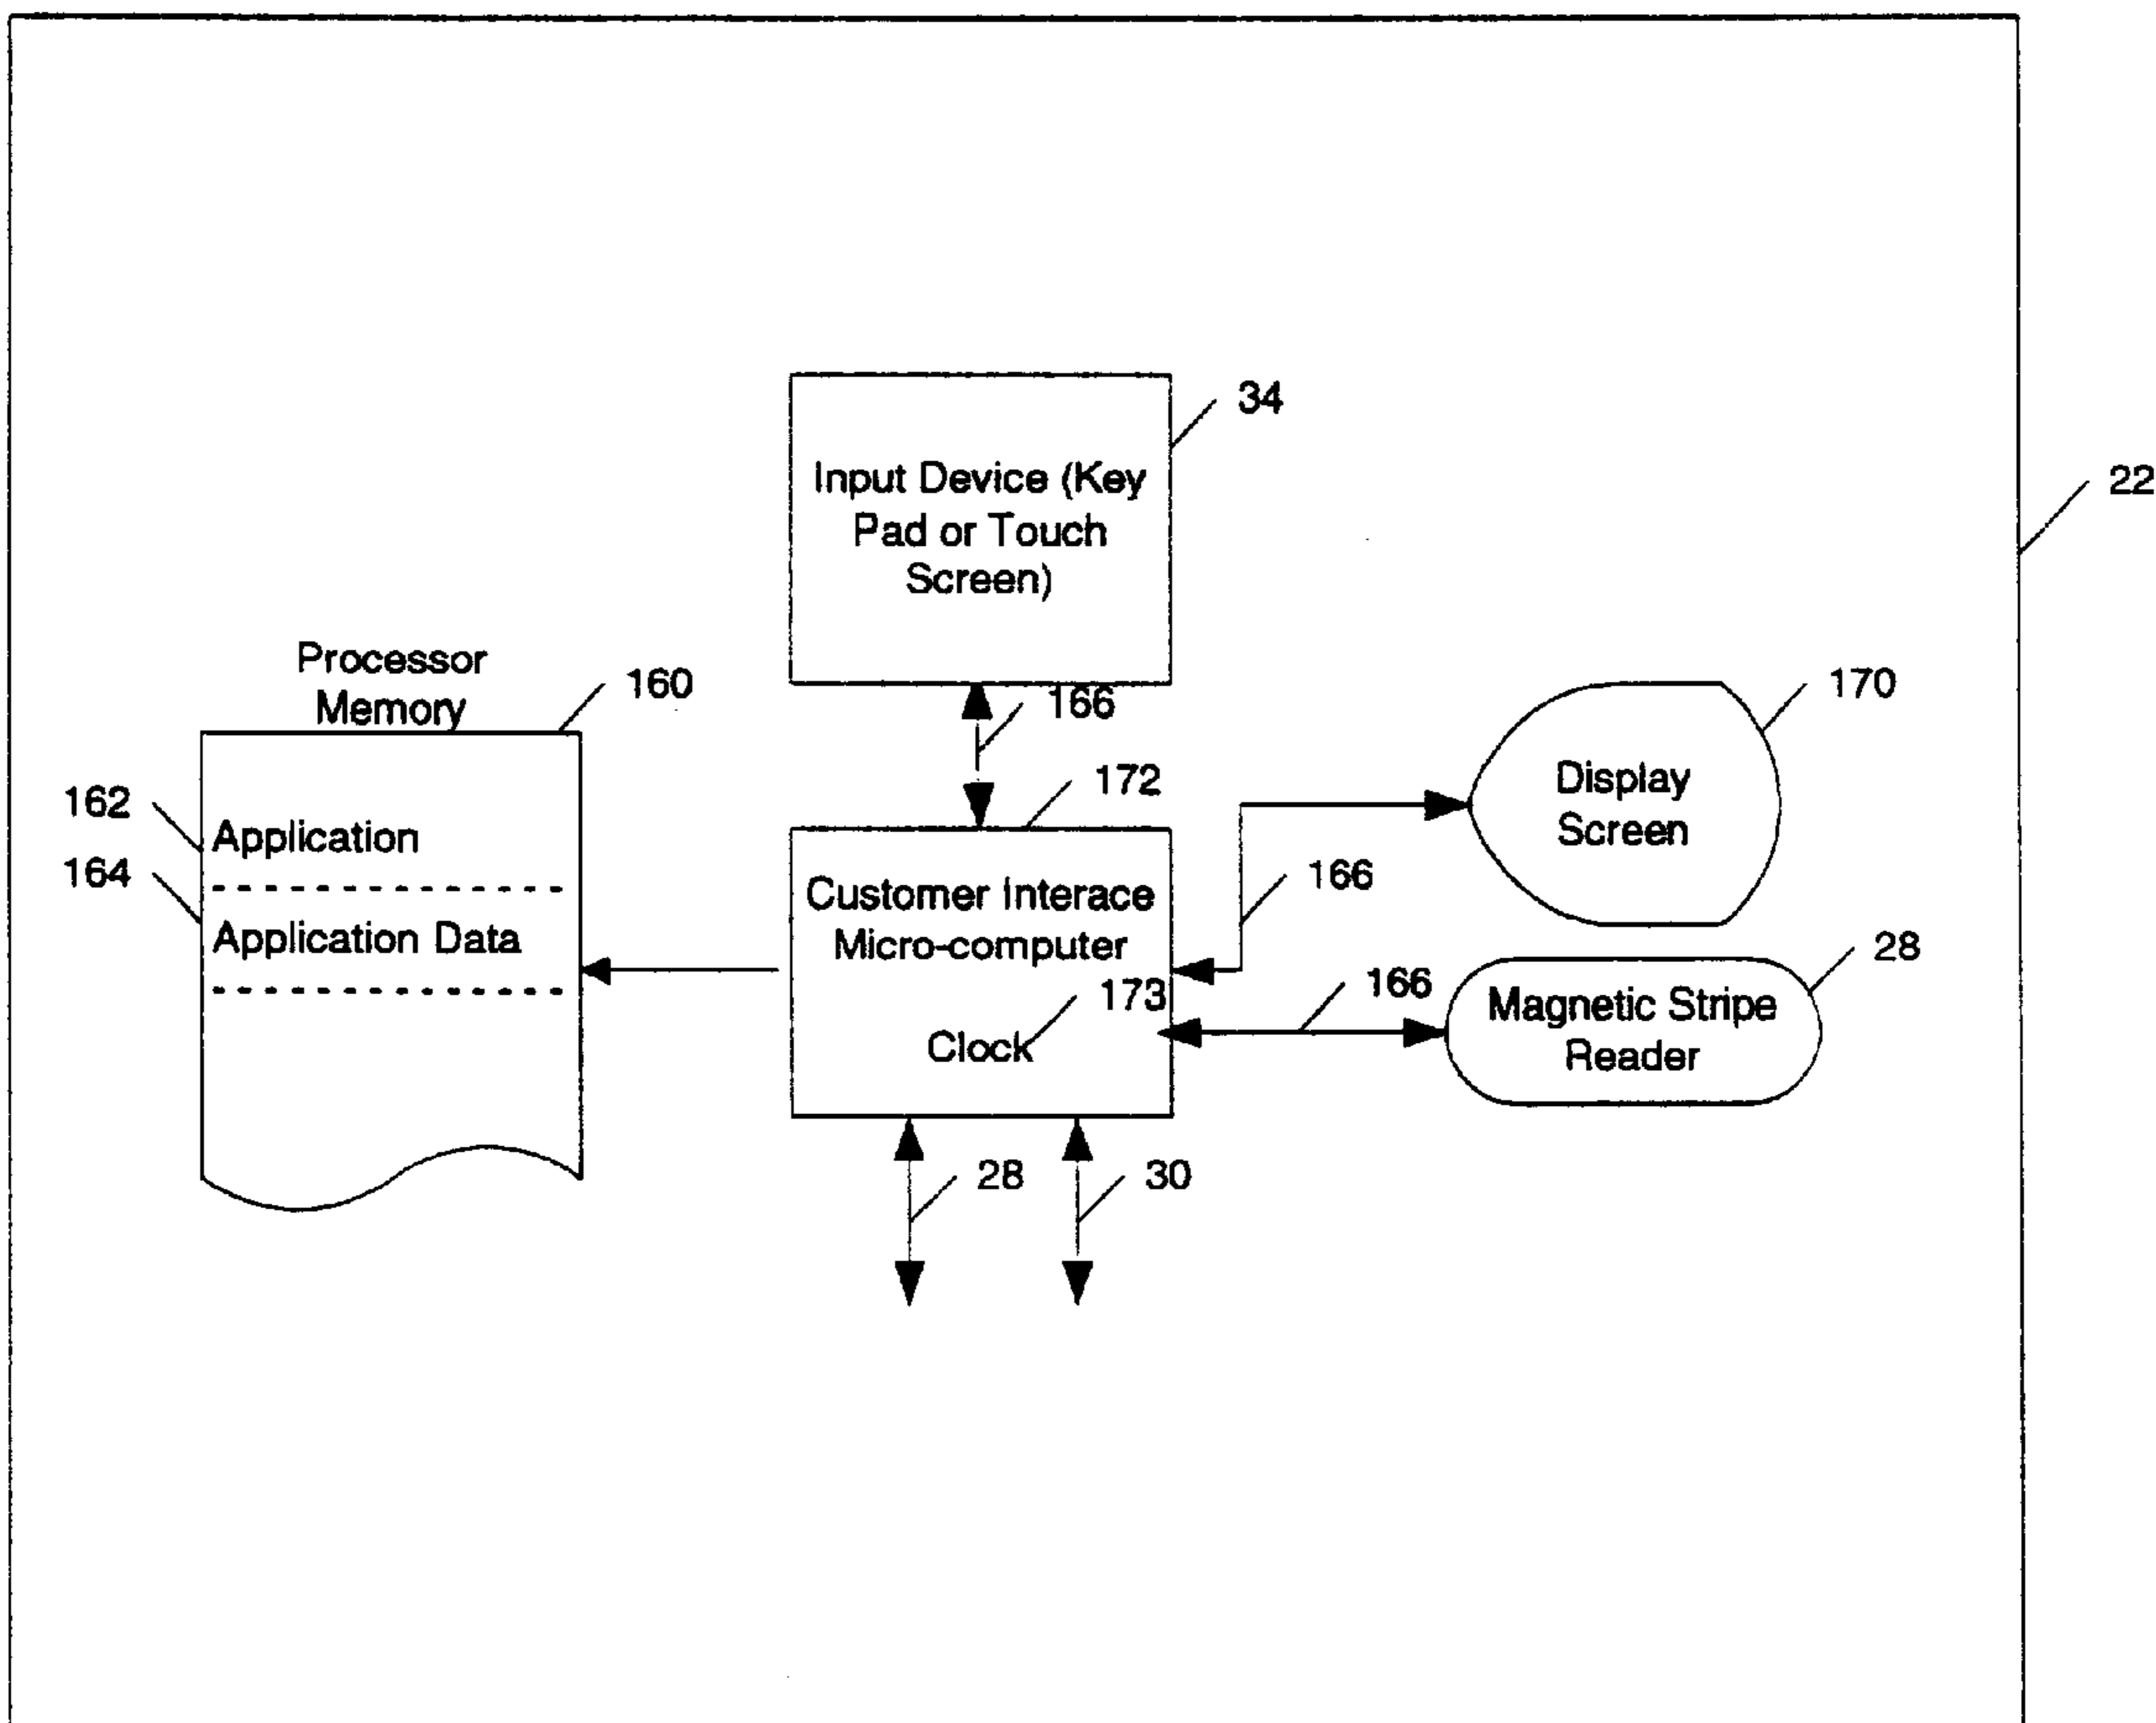 34
Input Device (Key
Pad or Touch
Screen)
22
Processor
Memory
160
166
170
172
162
Application
Display
Screen
164
Application Data
Customer Interace
Micro-computer
166
28
173
166
Magnetic Stripe
Reader
Clock
28
30